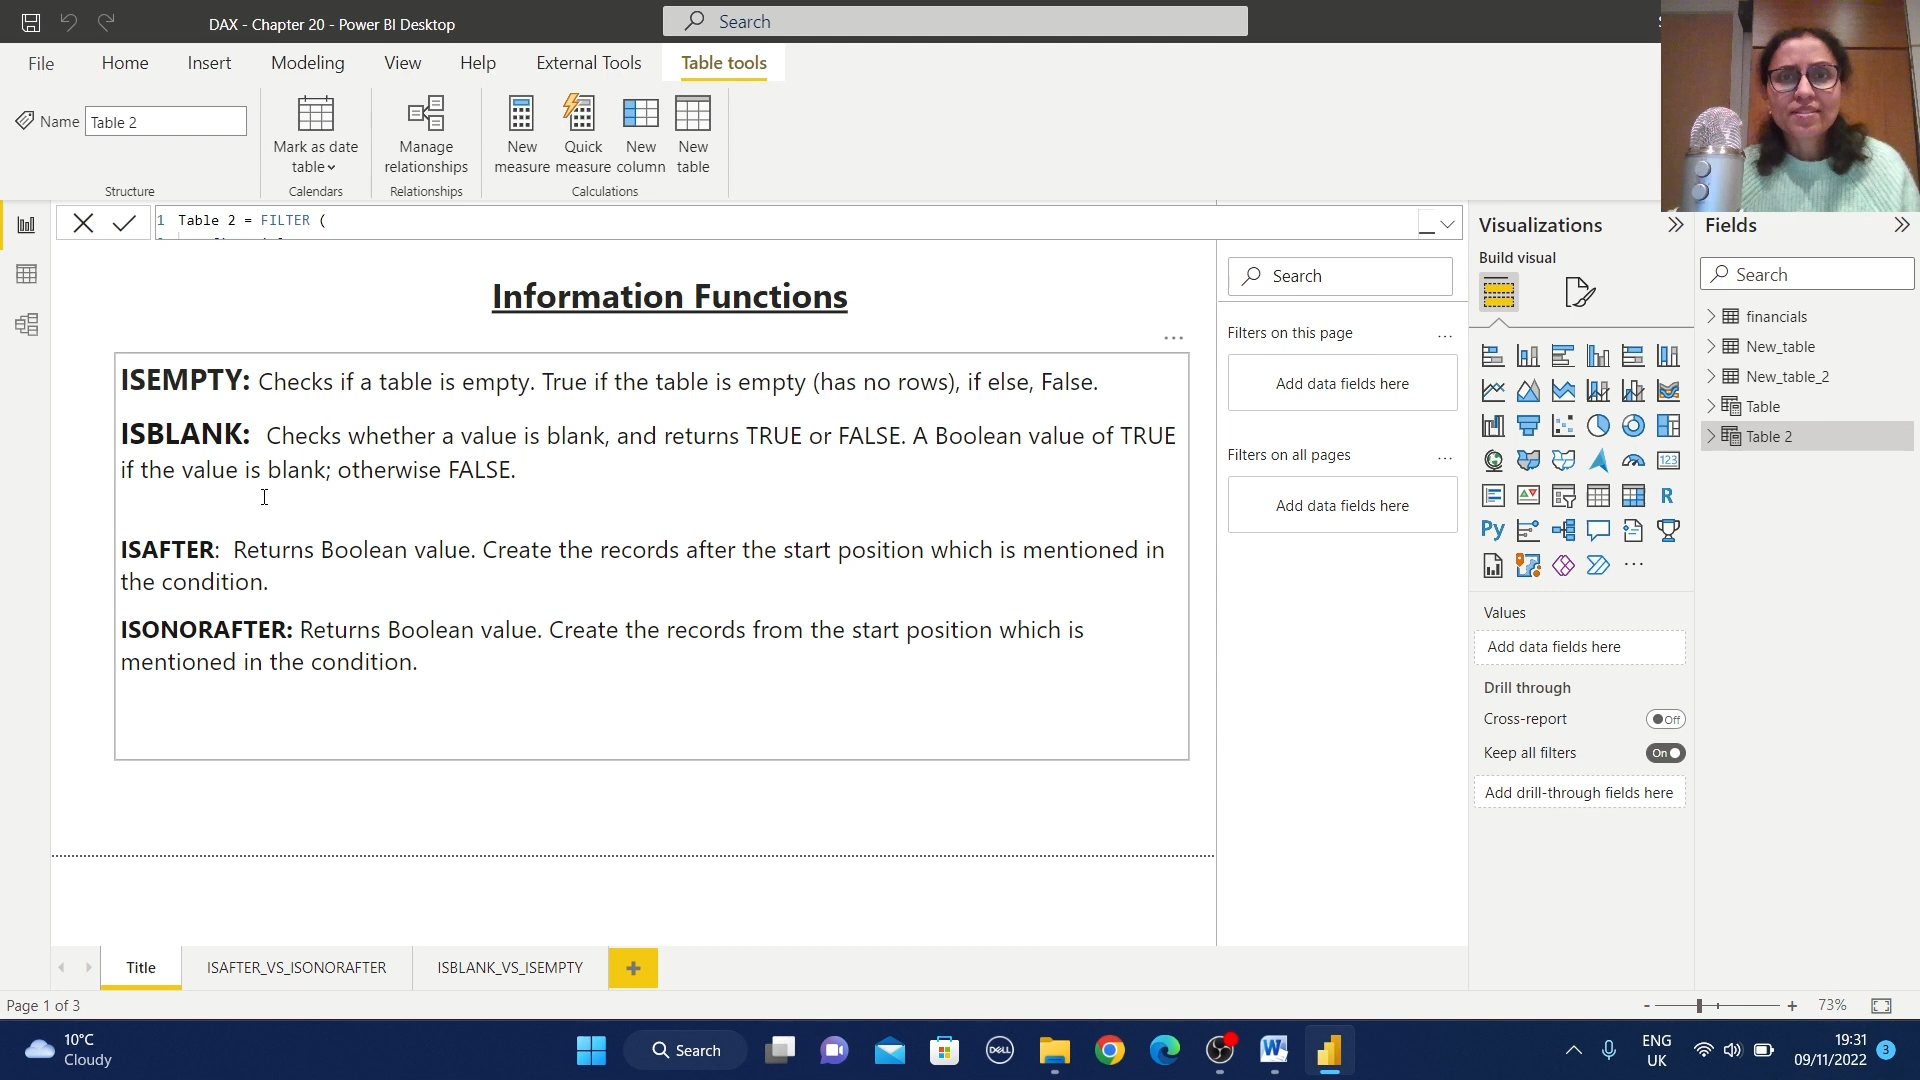 DAX - Chapter 20 - Power BI Desktop
Search
File
Home
Insert
Modeling
View
Help
External Tools
Table tools
Name
Table 2
Mark as date
table
Manage
relationships
New
measure
Quick
measure
New
column
New
table
Structure
Calendars
Relationships
Calculations
1 Table 2 = FILTER (
Information Functions
ISEMPTY: Checks if a table is empty. True if the table is empty (has no rows), if else, False.
ISBLANK: Checks whether a value is blank, and returns TRUE or FALSE. A Boolean value of TRUE
if the value is blank; otherwise FALSE.
ISAFTER: Returns Boolean value. Create the records after the start position which is mentioned in
the condition.
ISONORAFTER: Returns Boolean value. Create the records from the start position which is
mentioned in the condition.
Search
Filters on this page
Add data fields here
Filters on all pages
Add data fields here
Visualizations
Build visual
123
R
Py
Values
Add data fields here
Drill through
Cross-report
Off
Keep all filters
On
Add drill-through fields here
Fields
Search
financials
New_table
New_table_2
Table
Table 2
Title
ISAFTER_VS_ISONORAFTER
ISBLANK_VS_ISEMPTY
Page 1 of 3
- + 73%
10°C
Cloudy
Search
DELL
W
ENG
UK
19:31
09/11/2022
3